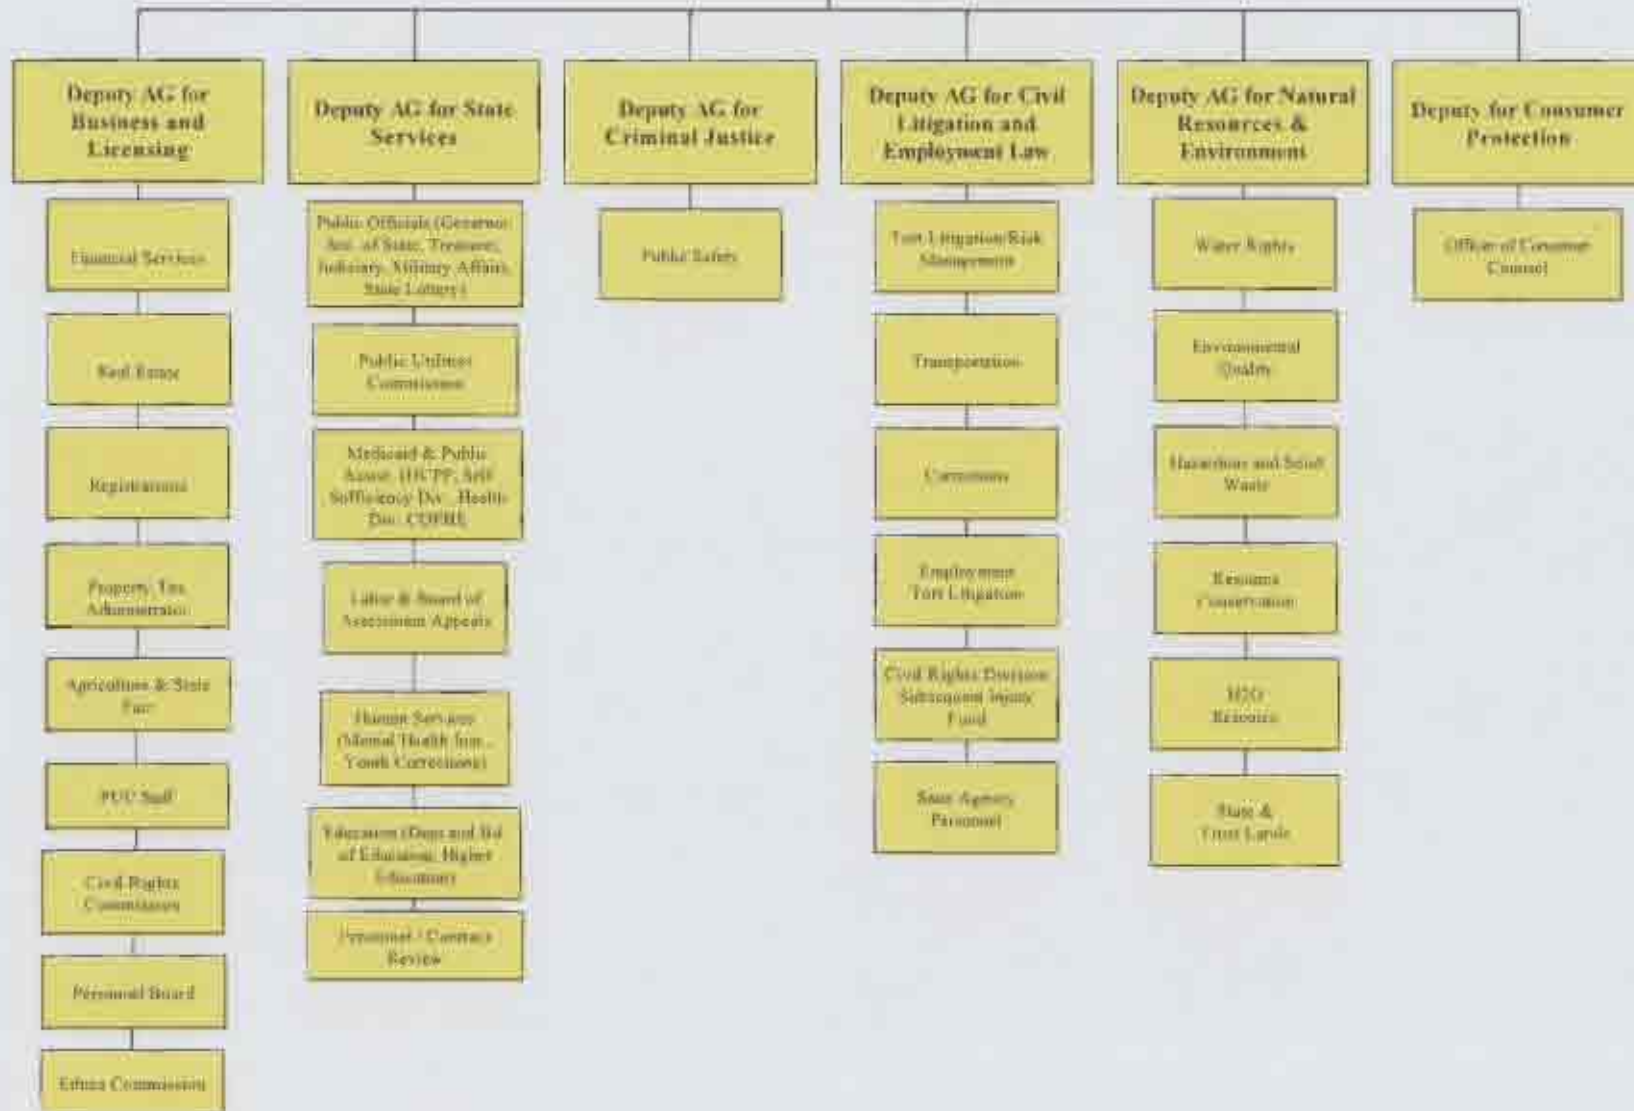 Deputy AG for
Business and
Licensing
Financial Services
Real Estate
Registrations
Property Tax
Administrator
Agriculture & State
Fair
PUC Staff
Civil Rights
Commission
Personnel Board
Ethics Commission
Deputy AG for State
Services
Public Officials (Governor
of State, Treasurer,
Judiciary, Military Affairs,
State Lottery)
Public Utilities
Commission
Medicaid & Public
Assist. HCPF, Self
Sufficiency Div., Health
Div.
Labor & Board of
Assessment Appeals
Human Services
(Mental Health Inst.,
Youth Corrections)
Education (Dept and Bd
of Education, Higher
Education)
Personnel / Contract
Review
Deputy AG for
Criminal Justice
Public Safety
Deputy AG for Civil
Litigation and
Employment Law
Tort Litigation/Risk
Management
Transportation
Corrections
Employment
Tort Litigation
Civil Rights Division
Subsequent Injury
Fund
State Agency
Personnel
Deputy AG for Natural
Resources &
Environment
Water Rights
Environmental
Quality
Hazardous and Solid
Waste
Resource
Conservation
H2O
Resource
State &
Trust Lands
Deputy for Consumer
Protection
Office of Consumer
Counsel